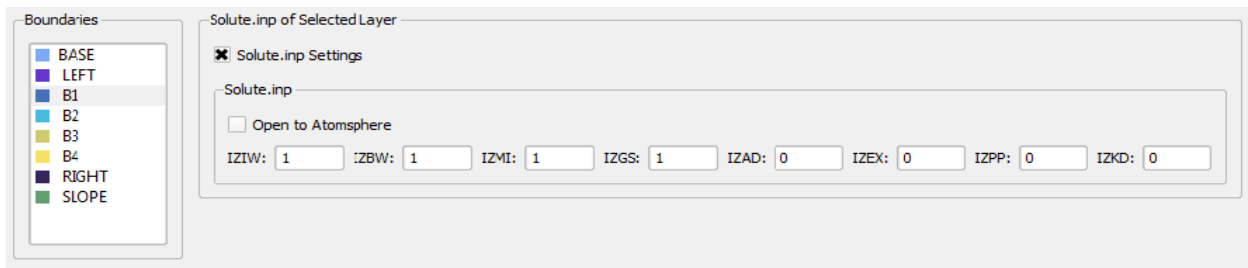 Boundaries
BASE
LEFT
B1
B2
B3
B4
RIGHT
SLOPE
Solute.inp of Selected Layer
Solute.inp Settings
Solute.inp
Open to Atomsphere
IZIW: 1 IZBW: 1 IZMI: 1 IZGS: 1 IZAD: 0 IZEX: 0 IZPP: 0 IZKD: 0